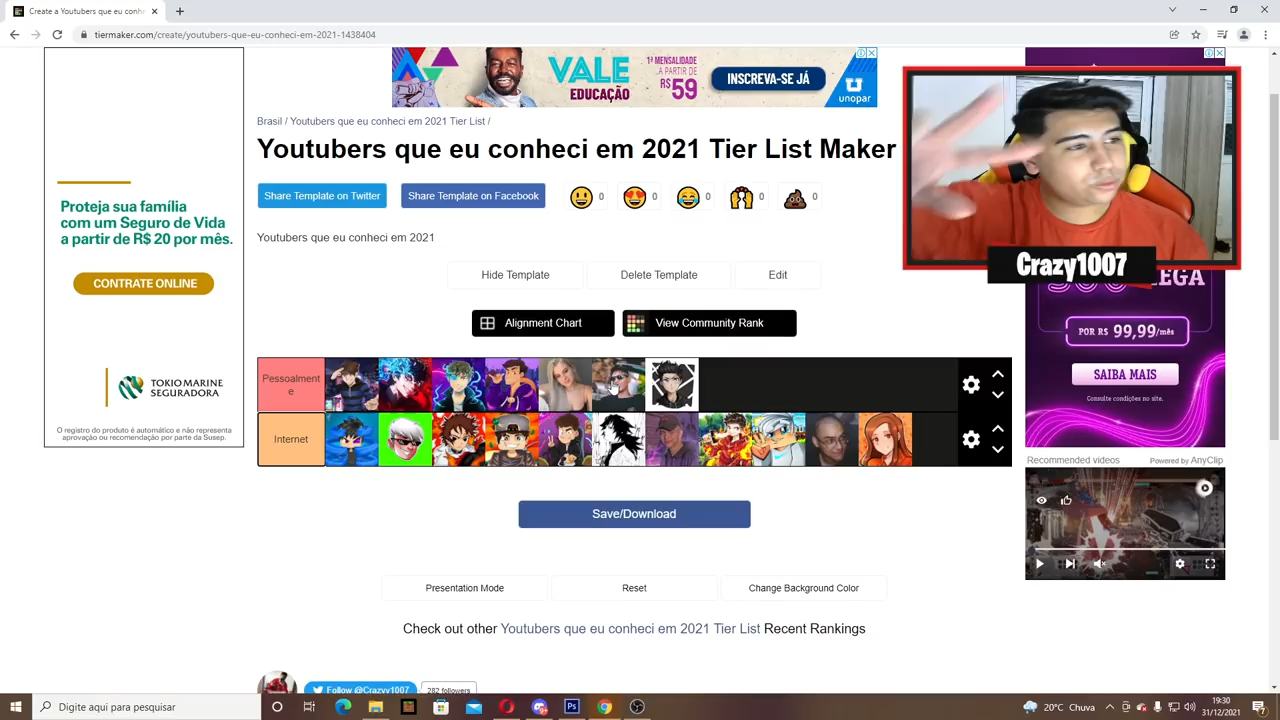 Create a Youtubers que eu conh
tiermaker.com/create/youtubers-que-eu-conheci-em-2021-1438404
VALE
EDUCAÇÃO
1ª MENSALIDADE
A PARTIR DE
R$59
INSCREVA-SE JÁ
unopar
Brasil / Youtubers que eu conheci em 2021 Tier List /
Youtubers que eu conheci em 2021 Tier List Maker
Share Template on Twitter
Share Template on Facebook
0
0
0
0
0
Youtubers que eu conheci em 2021
Hide Template
Delete Template
Edit
Alignment Chart
View Community Rank
Pessoalment
e
Internet
Save/Download
Presentation Mode
Reset
Change Background Color
Check out other Youtubers que eu conheci em 2021 Tier List Recent Rankings
Follow @Crazyy1007
282 followers
Proteja sua família
com um Seguro de Vida
a partir de R$ 20 por mês.
CONTRATE ONLINE
TOKIO MARINE
SEGURADORA
O registro do produto é automático e não representa
aprovação ou recomendação por parte da Susep.
Crazy1007
POR R$ 99,99/mês
SAIBA MAIS
Consulte condições no site.
Recommended videos
Powered by AnyClip
Digite aqui para pesquisar
20°C Chuva
19:30
31/12/2021